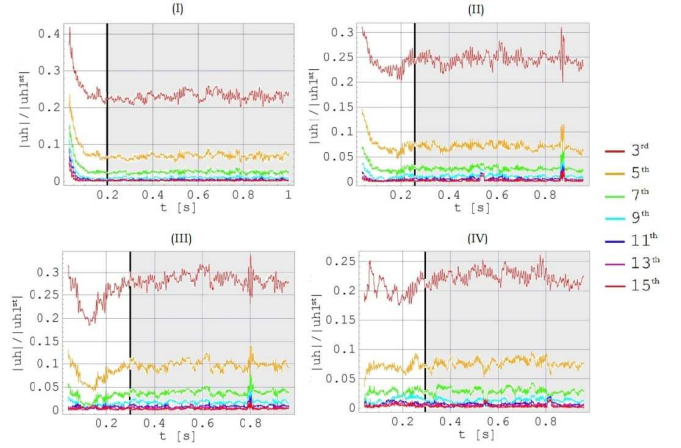 (I)
|uh| / |uh1ˢᵗ|
0.4
0.3
0.2
0.1
0
0.2 0.4 0.6 0.8 1
t [s]
(II)
|uh| / |uh1ˢᵗ|
0.3
0.25
0.2
0.15
0.1
0.05
0
0.2 0.4 0.6 0.8
t [s]
3ʳᵈ
5ᵗʰ
7ᵗʰ
9ᵗʰ
11ᵗʰ
13ᵗʰ
15ᵗʰ
(III)
|uh| / |uh1ˢᵗ|
0.3
0.25
0.2
0.15
0.1
0.05
0
0.2 0.4 0.6 0.8
t [s]
(IV)
|uh| / |uh1ˢᵗ|
0.25
0.2
0.15
0.1
0.05
0
0.2 0.4 0.6 0.8
t [s]